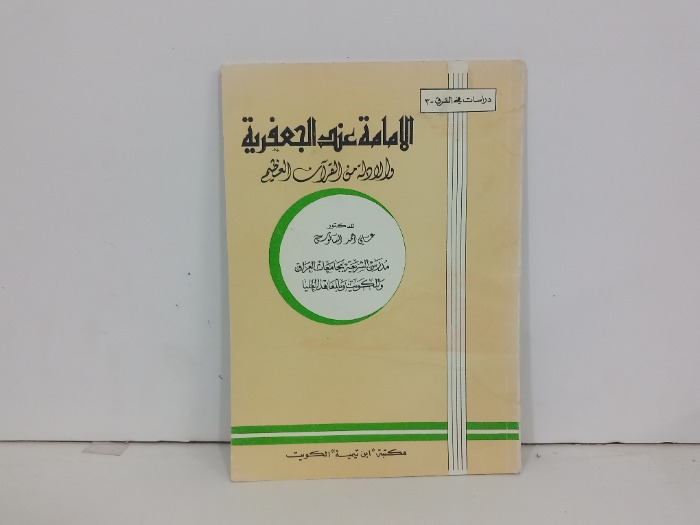 دراسات في الفرق - ٣
الإمامة عند الجعفرية
والأدلة من القرآن العظيم
للدكتور
علي أحمد السالوس
مدرس الشريعة بجامعات العراق
والكويت وبالمعاهد العليا
مكتبة "ابن تيمية" الكويت